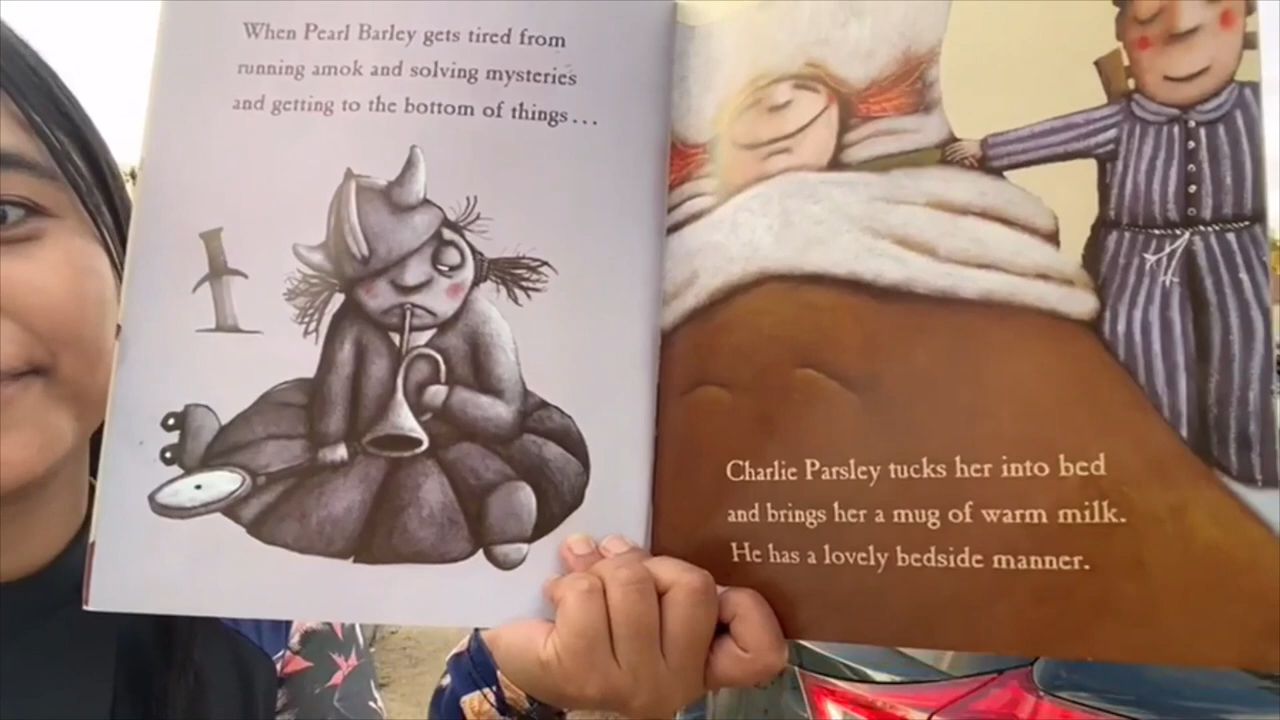 When Pearl Barley gets tired from
running amok and solving mysteries
and getting to the bottom of things...
Charlie Parsley tucks her into bed
and brings her a mug of warm milk.
He has a lovely bedside manner.